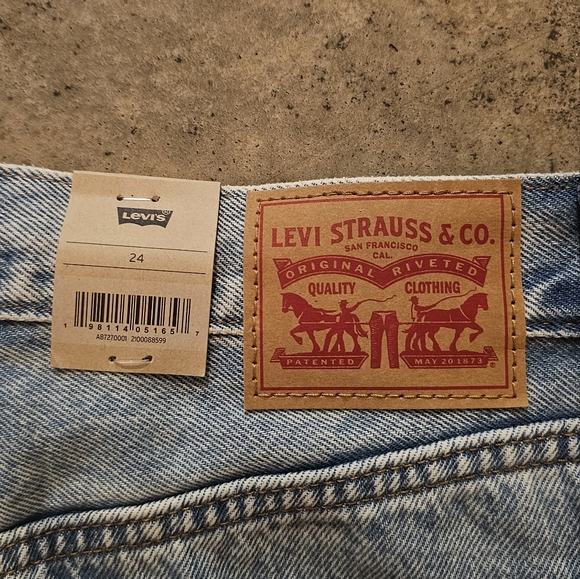 LEVI'S®
24
1 98114 05165 7
A87270001 2100088599
LEVI STRAUSS & CO.
SAN FRANCISCO
CAL.
ORIGINAL RIVETED
QUALITY CLOTHING
PATENTED MAY 20 1873 ®